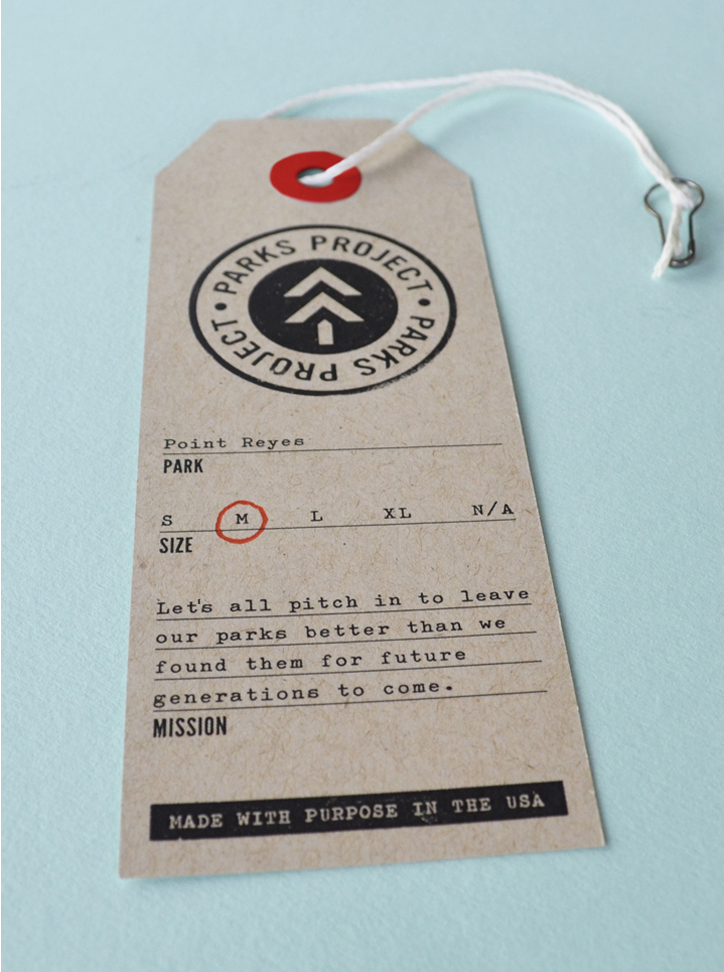 PARKS PROJECT • PARKS PROJECT •
Point Reyes
PARK
S M L XL N/A
SIZE
Let's all pitch in to leave
our parks better than we
found them for future
generations to come.
MISSION
MADE WITH PURPOSE IN THE USA